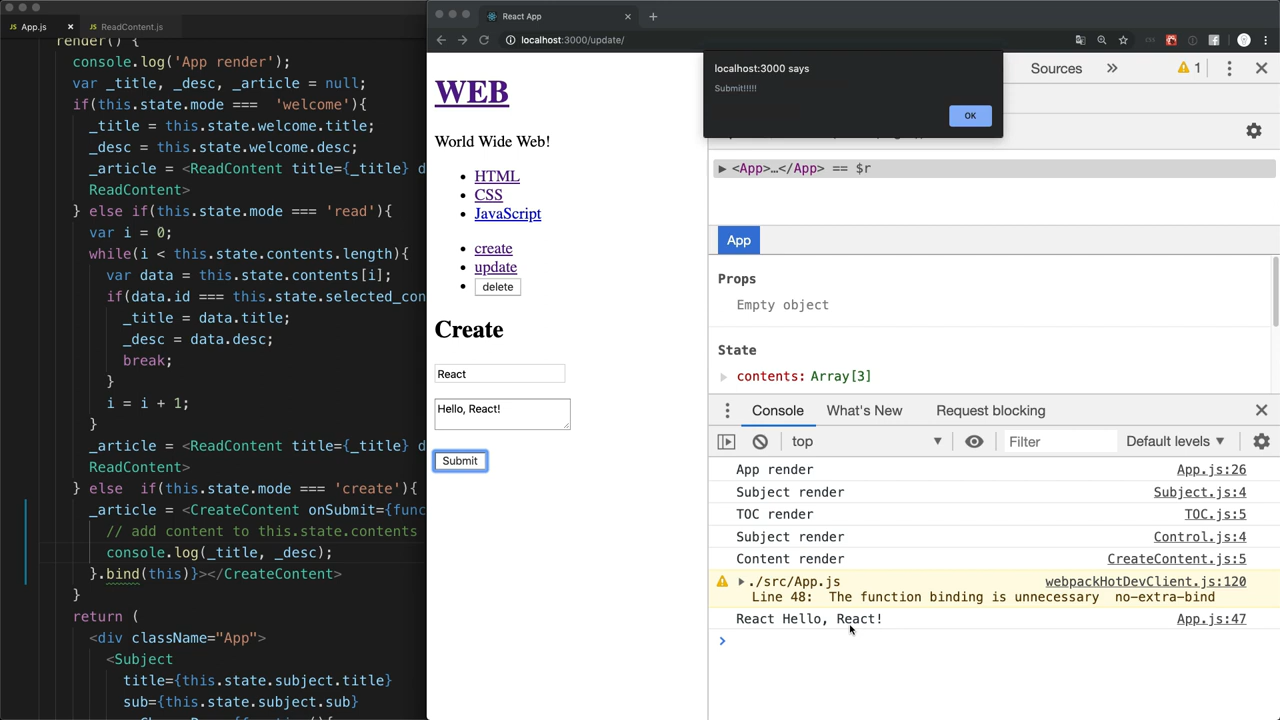 App.js
ReadContent.js
render() {
console.log('App render');
var _title, _desc, _article = null;
if(this.state.mode === 'welcome'){
_title = this.state.welcome.title;
_desc = this.state.welcome.desc;
_article = <ReadContent title={_title} d
ReadContent>
} else if(this.state.mode === 'read'){
var i = 0;
while(i < this.state.contents.length){
var data = this.state.contents[i];
if(data.id === this.state.selected_con
_title = data.title;
_desc = data.desc;
break;
}
i = i + 1;
}
_article = <ReadContent title={_title} d
ReadContent>
} else if(this.state.mode === 'create'){
_article = <CreateContent onSubmit={func
// add content to this.state.contents
console.log(_title, _desc);
}.bind(this)}></CreateContent>
}
return (
<div className="App">
<Subject
title={this.state.subject.title}
sub={this.state.subject.sub}
React App
localhost:3000/update/
WEB
World Wide Web!
HTML
CSS
JavaScript
create
update
delete
Create
React
Hello, React!
Submit
localhost:3000 says
Submit!!!!!
OK
Sources » 1
<App>…</App> == $r
App
Props
Empty object
State
contents: Array[3]
Console What's New Request blocking
top Filter Default levels
App render App.js:26
Subject render Subject.js:4
TOC render TOC.js:5
Subject render Control.js:4
Content render CreateContent.js:5
./src/App.js webpackHotDevClient.js:120
Line 48: The function binding is unnecessary no-extra-bind
React Hello, React! App.js:47